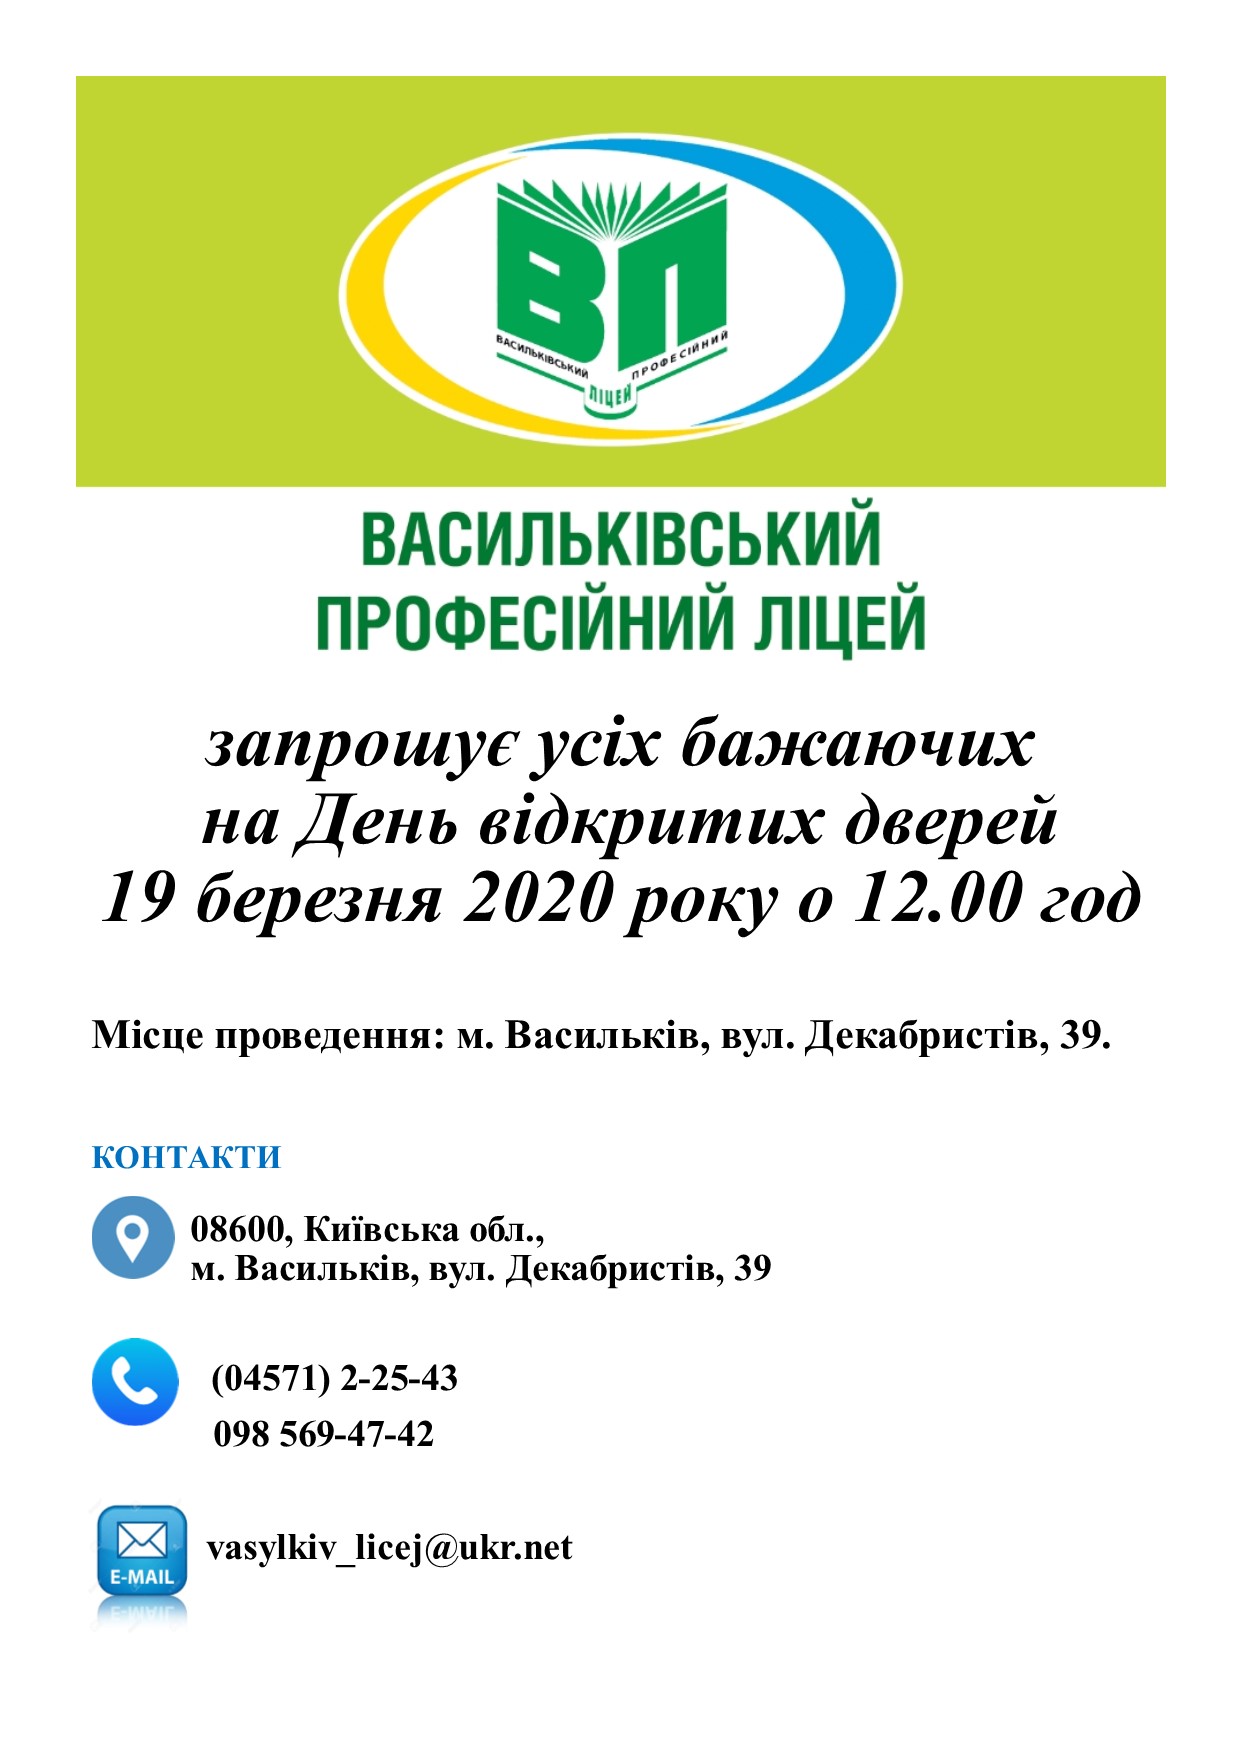 ВП
ВАСИЛЬКІВСЬКИЙ
ПРОФЕСІЙНИЙ
ЛІЦЕЙ
ВАСИЛЬКІВСЬКИЙ
ПРОФЕСІЙНИЙ ЛІЦЕЙ
запрошує усіх бажаючих
на День відкритих дверей
19 березня 2020 року о 12.00 год
Місце проведення: м. Васильків, вул. Декабристів, 39.
КОНТАКТИ
08600, Київська обл.,
м. Васильків, вул. Декабристів, 39
(04571) 2-25-43
098 569-47-42
vasylkiv_licej@ukr.net
E-MAIL